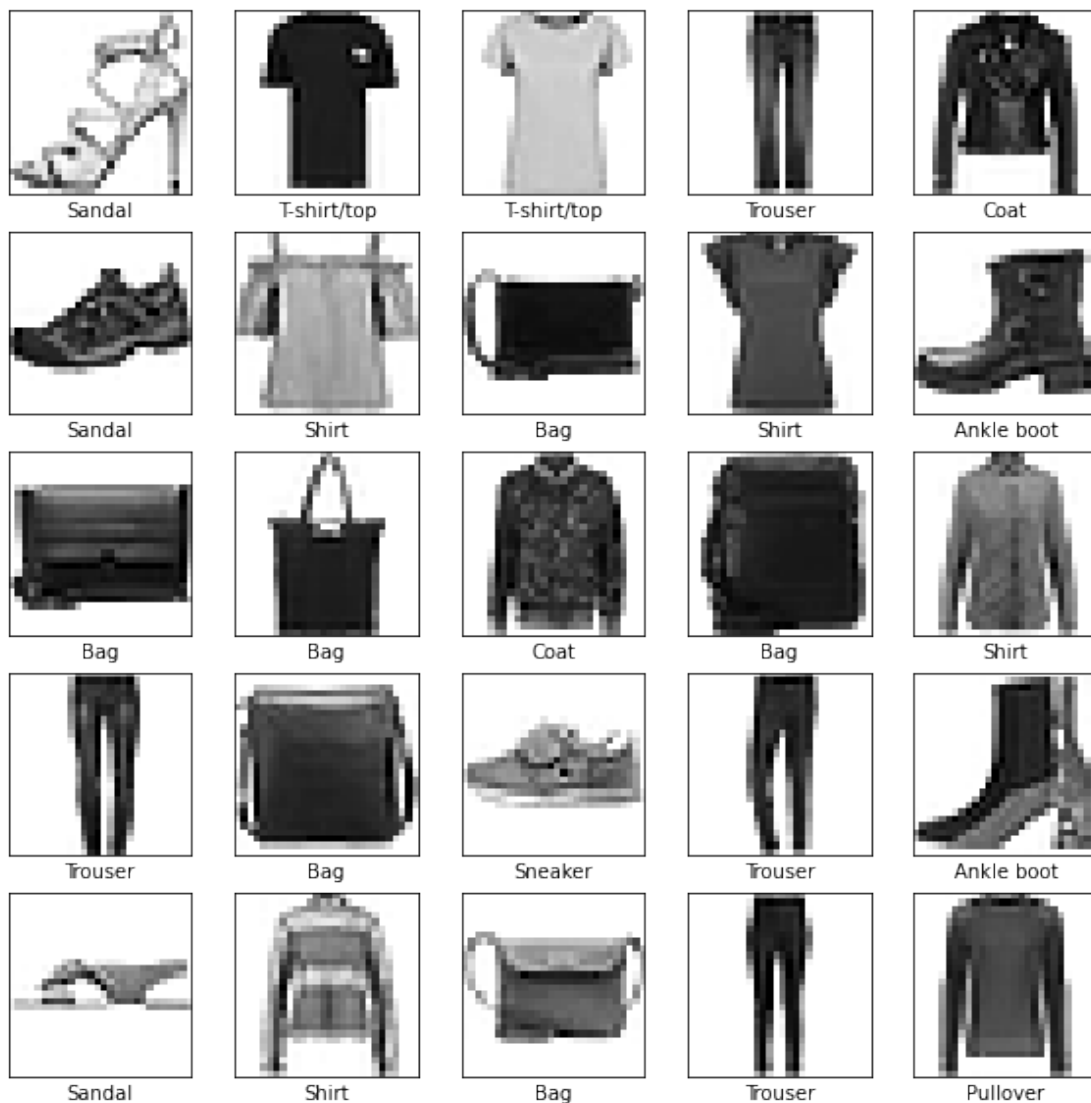 Sandal T-shirt/top T-shirt/top Trouser Coat
Sandal Shirt Bag Shirt Ankle boot
Bag Bag Coat Bag Shirt
Trouser Bag Sneaker Trouser Ankle boot
Sandal Shirt Bag Trouser Pullover